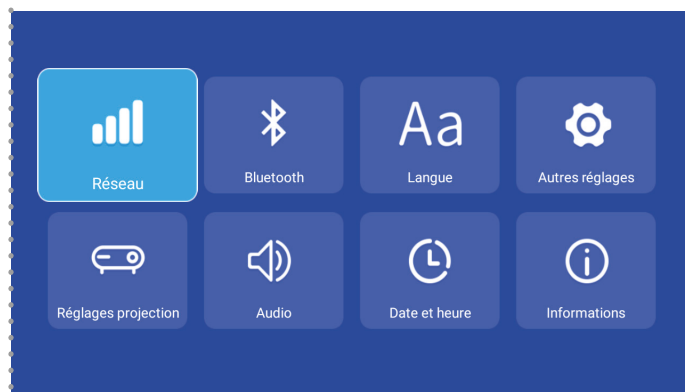 Réseau
Bluetooth
Aa
Langue
Autres réglages
Réglages projection
Audio
Date et heure
Informations